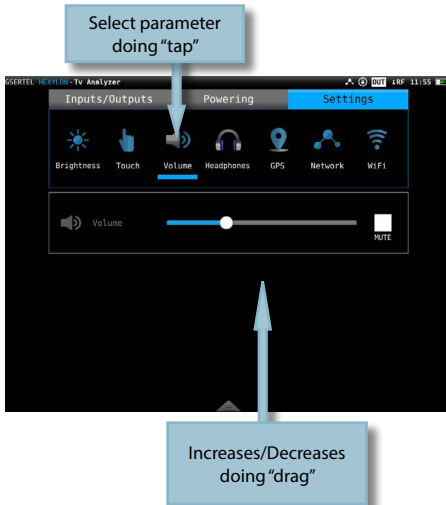 Select parameter
doing “tap”
GSERTEL HEXYLON - Tv Analyzer OUT ↓RF 11:55
Inputs/Outputs Powering Settings
Brightness Touch Volume Headphones GPS Network WiFi
Volume MUTE
Increases/Decreases
doing “drag”